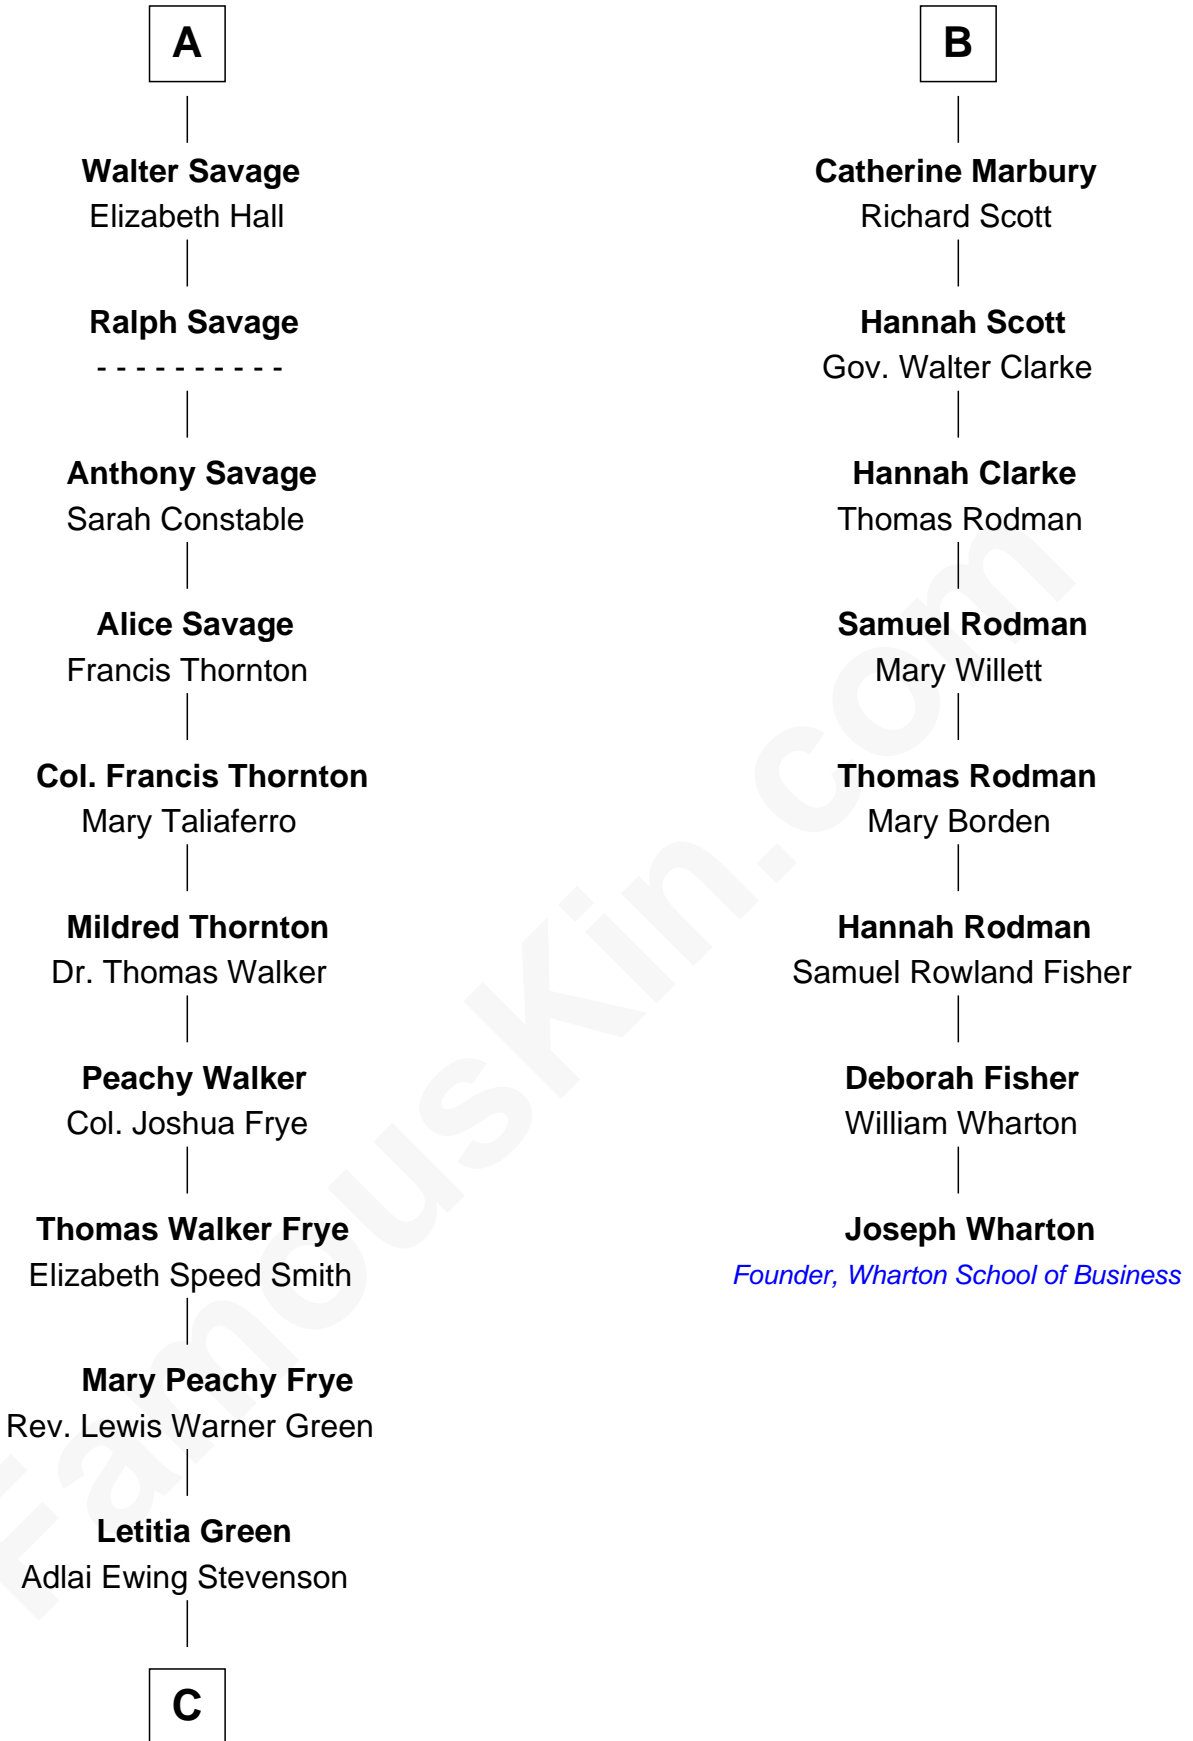 A
Walter Savage
Elizabeth Hall
Ralph Savage
- - - - - - - - - -
Anthony Savage
Sarah Constable
Alice Savage
Francis Thornton
Col. Francis Thornton
Mary Taliaferro
Mildred Thornton
Dr. Thomas Walker
Peachy Walker
Col. Joshua Frye
Thomas Walker Frye
Elizabeth Speed Smith
Mary Peachy Frye
Rev. Lewis Warner Green
Letitia Green
Adlai Ewing Stevenson
C
B
Catherine Marbury
Richard Scott
Hannah Scott
Gov. Walter Clarke
Hannah Clarke
Thomas Rodman
Samuel Rodman
Mary Willett
Thomas Rodman
Mary Borden
Hannah Rodman
Samuel Rowland Fisher
Deborah Fisher
William Wharton
Joseph Wharton
Founder, Wharton School of Business
FamousKin.com